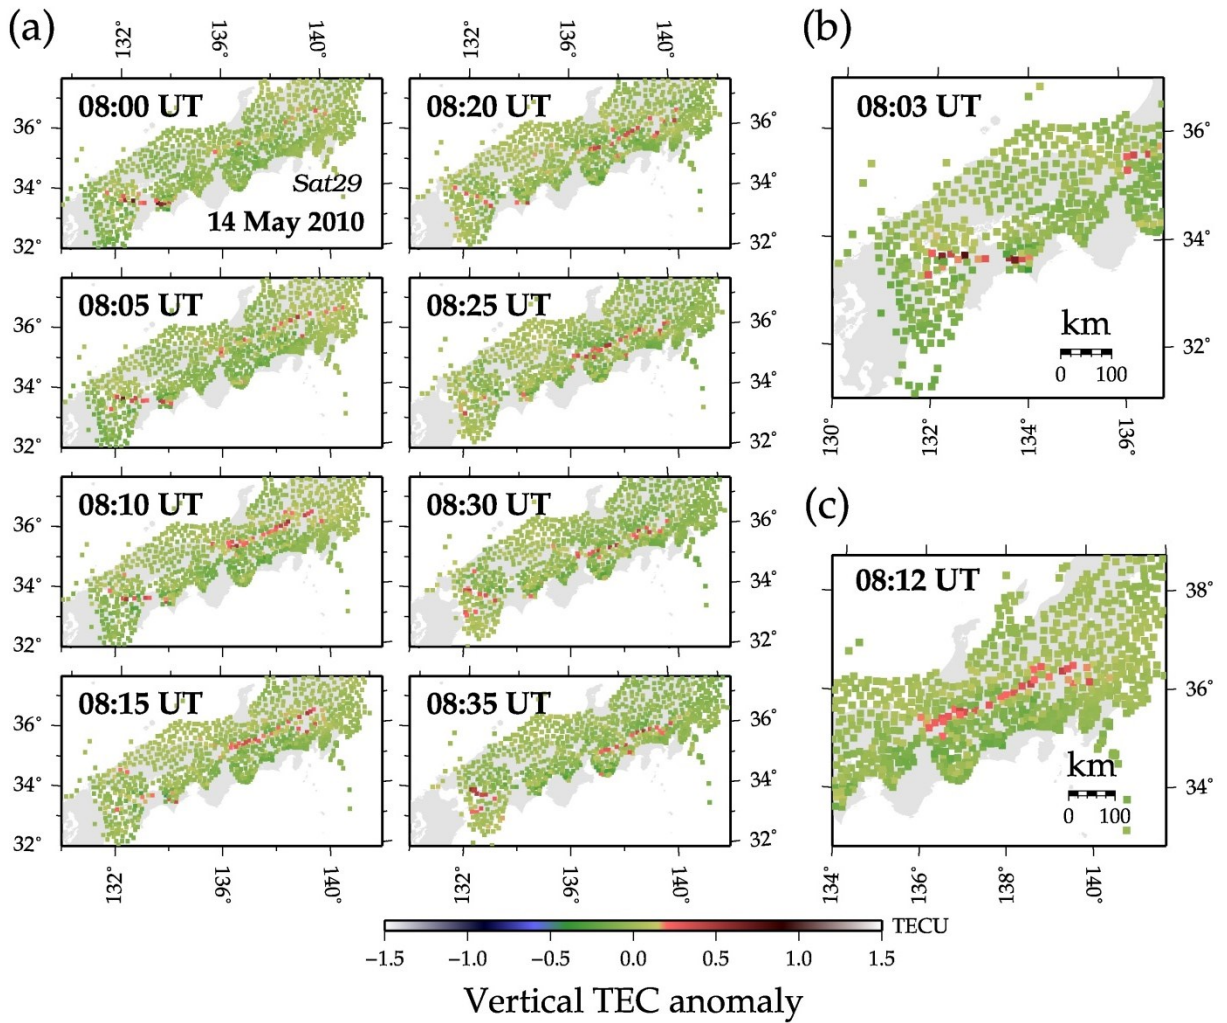 (a)
132° 136° 140° 132° 136° 140°
08:00 UT
Sat29
14 May 2010
36°
34°
32°
08:20 UT
36°
34°
32°
08:05 UT
36°
34°
32°
08:25 UT
36°
34°
32°
08:10 UT
36°
34°
32°
08:30 UT
36°
34°
32°
08:15 UT
36°
34°
32°
08:35 UT
36°
34°
32°
132° 136° 140° 132° 136° 140°
(b)
08:03 UT
36°
34°
32°
km
0 100
130° 132° 134° 136°
(c)
08:12 UT
38°
36°
34°
km
0 100
134° 136° 138° 140°
TECU
−1.5 −1.0 −0.5 0.0 0.5 1.0 1.5
Vertical TEC anomaly